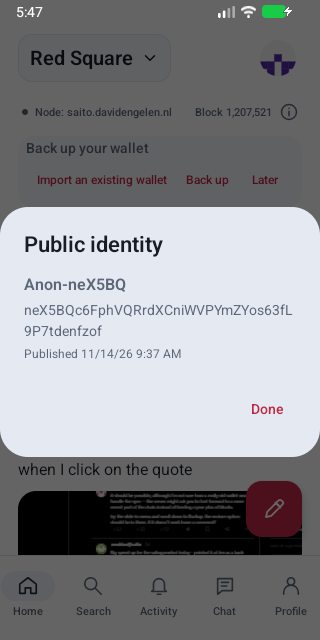 5:47
Red Square
Node: saito.davidengelen.nl
Block 1,207,521
Back up your wallet
Import an existing wallet
Back up
Later
Public identity
Anon-neX5BQ
neX5BQc6FphVQRrdXCniWVPYmZYos63fL
9P7tdenfzof
Published 11/14/26 9:37 AM
Done
when I click on the quote
Home
Search
Activity
Chat
Profile